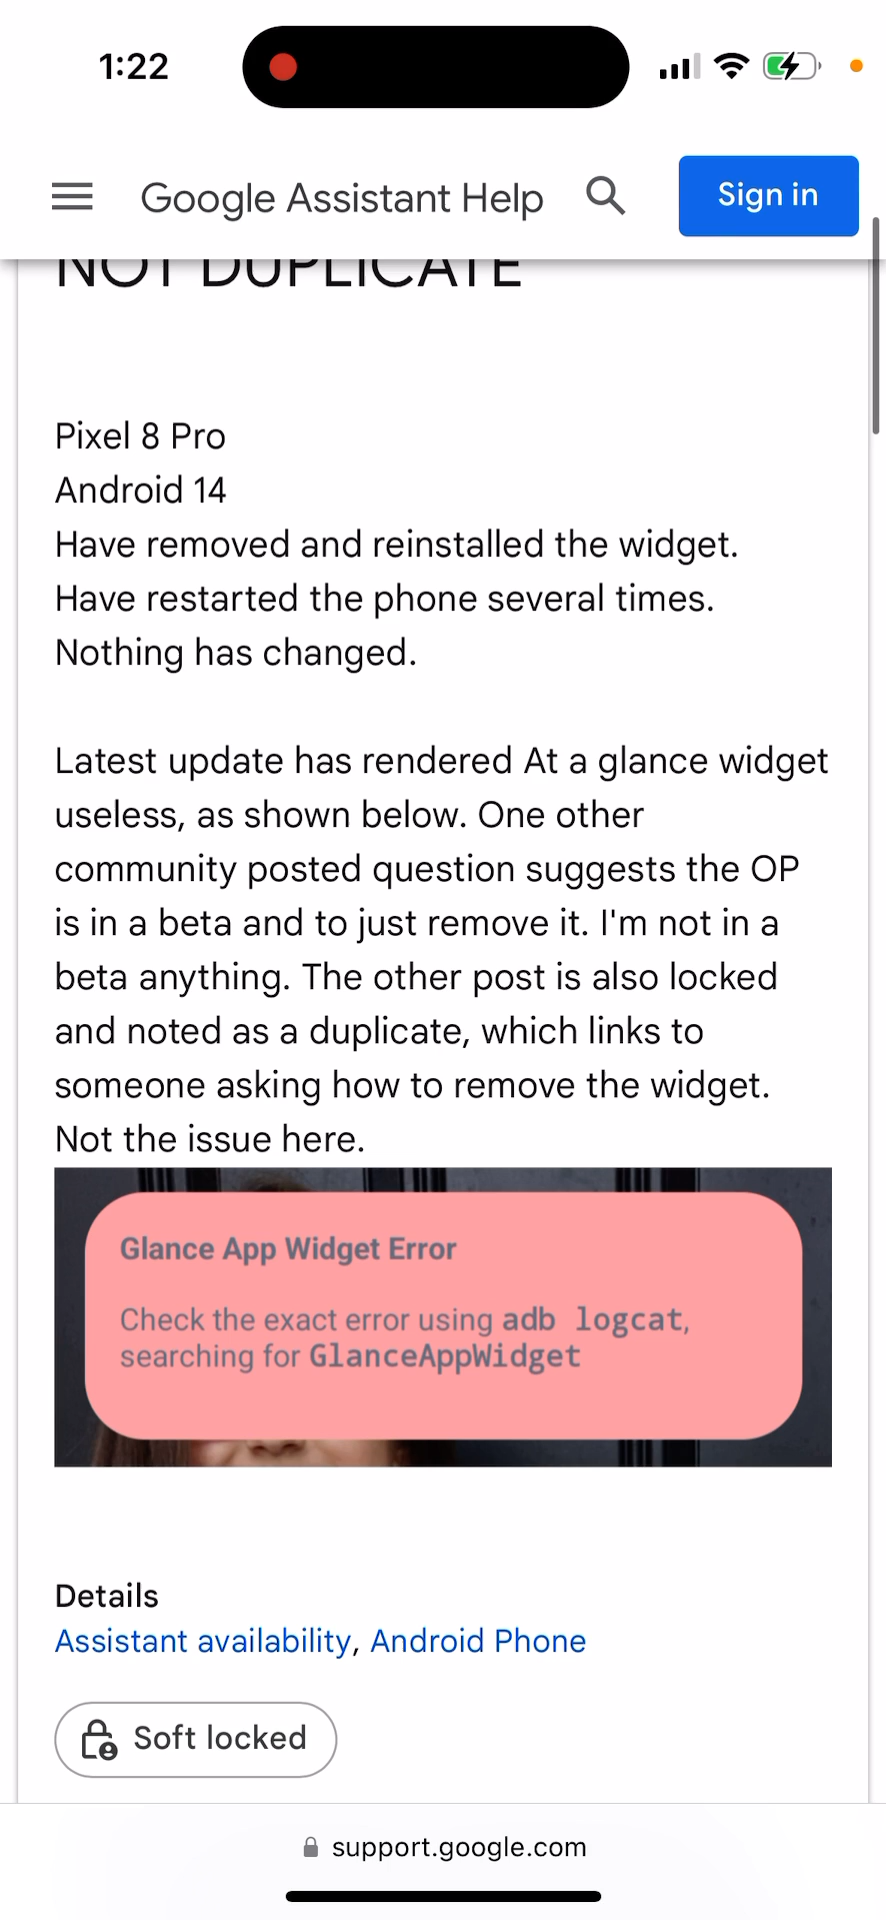 1:22
Google Assistant Help
Sign in
NOT DUPLICATE
Pixel 8 Pro
Android 14
Have removed and reinstalled the widget.
Have restarted the phone several times.
Nothing has changed.
Latest update has rendered At a glance widget
useless, as shown below. One other
community posted question suggests the OP
is in a beta and to just remove it. I'm not in a
beta anything. The other post is also locked
and noted as a duplicate, which links to
someone asking how to remove the widget.
Not the issue here.
Glance App Widget Error
Check the exact error using adb logcat,
searching for GlanceAppWidget
Details
Assistant availability, Android Phone
Soft locked
support.google.com